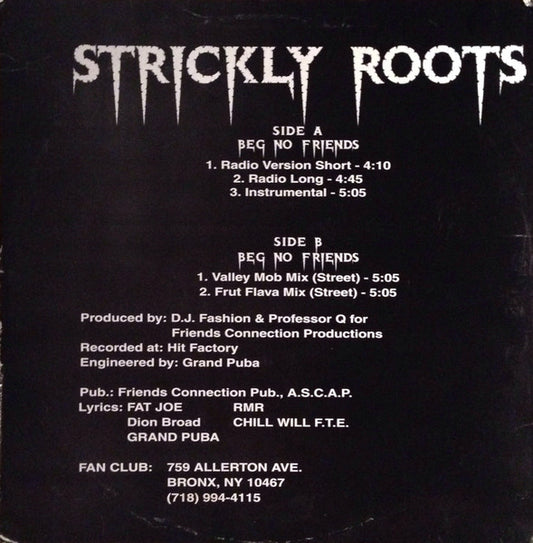 STRICKLY ROOTS
SIDE A
BEG NO FRIENDS
1. Radio Version Short - 4:10
2. Radio Long - 4:45
3. Instrumental - 5:05
SIDE B
BEG NO FRIENDS
1. Valley Mob Mix (Street) - 5:05
2. Frut Flava Mix (Street) - 5:05
Produced by: D.J. Fashion & Professor Q for
Friends Connection Productions
Recorded at: Hit Factory
Engineered by: Grand Puba
Pub.: Friends Connection Pub., A.S.C.A.P.
Lyrics: FAT JOE RMR
Dion Broad CHILL WILL F.T.E.
GRAND PUBA
FAN CLUB: 759 ALLERTON AVE.
BRONX, NY 10467
(718) 994-4115